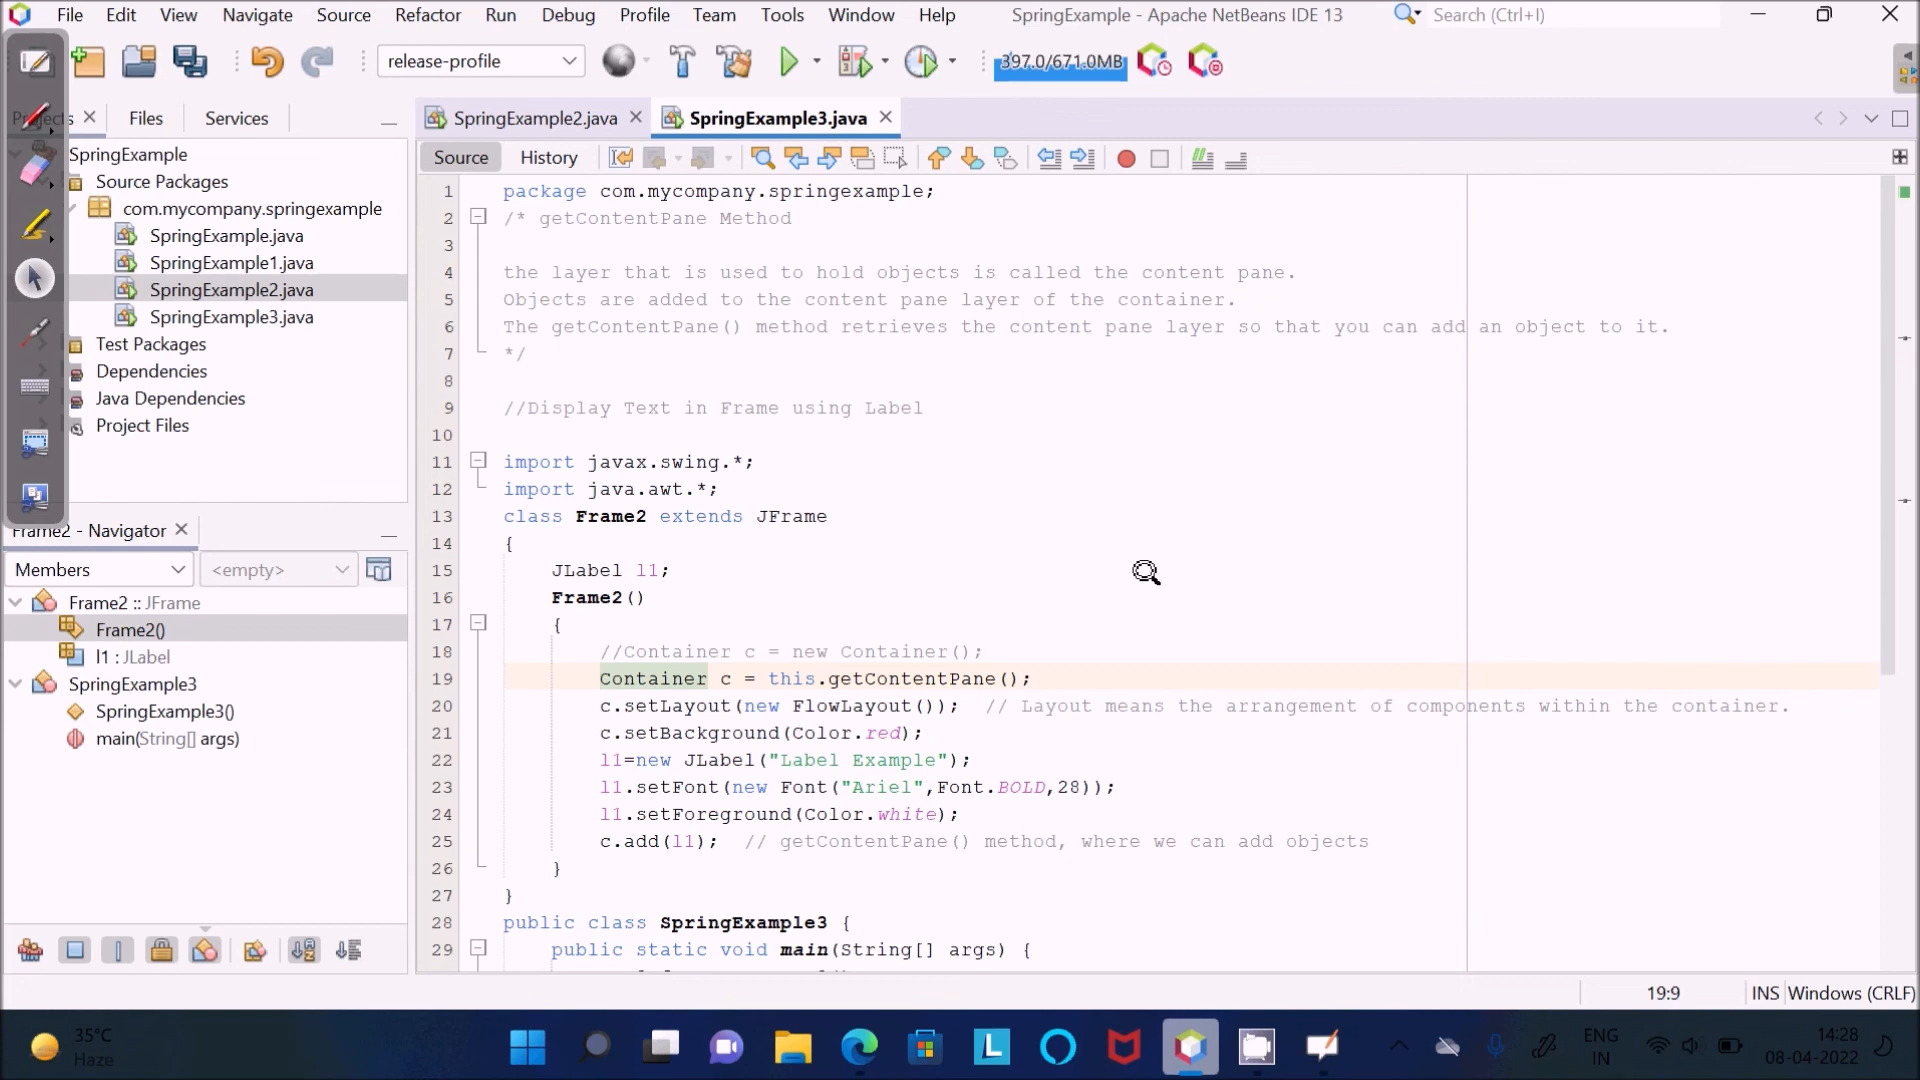 File Edit View Navigate Source Refactor Run Debug Profile Team Tools Window Help SpringExample - Apache NetBeans IDE 13 Search (Ctrl+I)
release-profile 397.0/671.0MB
Files Services
SpringExample2.java SpringExample3.java
Source History
SpringExample
Source Packages
com.mycompany.springexample
SpringExample.java
SpringExample1.java
SpringExample2.java
SpringExample3.java
Test Packages
Dependencies
Java Dependencies
Project Files
Frame2 - Navigator
Members <empty>
Frame2 :: JFrame
Frame2()
l1 : JLabel
SpringExample3
SpringExample3()
main(String[] args)
1 package com.mycompany.springexample;
2 /* getContentPane Method
3
4 the layer that is used to hold objects is called the content pane.
5 Objects are added to the content pane layer of the container.
6 The getContentPane() method retrieves the content pane layer so that you can add an object to it.
7 */
8
9 //Display Text in Frame using Label
10
11 import javax.swing.*;
12 import java.awt.*;
13 class Frame2 extends JFrame
14 {
15 JLabel l1;
16 Frame2()
17 {
18 //Container c = new Container();
19 Container c = this.getContentPane();
20 c.setLayout(new FlowLayout()); // Layout means the arrangement of components within the container.
21 c.setBackground(Color.red);
22 l1=new JLabel("Label Example");
23 l1.setFont(new Font("Ariel",Font.BOLD,28));
24 l1.setForeground(Color.white);
25 c.add(l1); // getContentPane() method, where we can add objects
26 }
27 }
28 public class SpringExample3 {
29 public static void main(String[] args) {
19:9 INS Windows (CRLF)
35°C
Haze
ENG
IN
14:28
08-04-2022